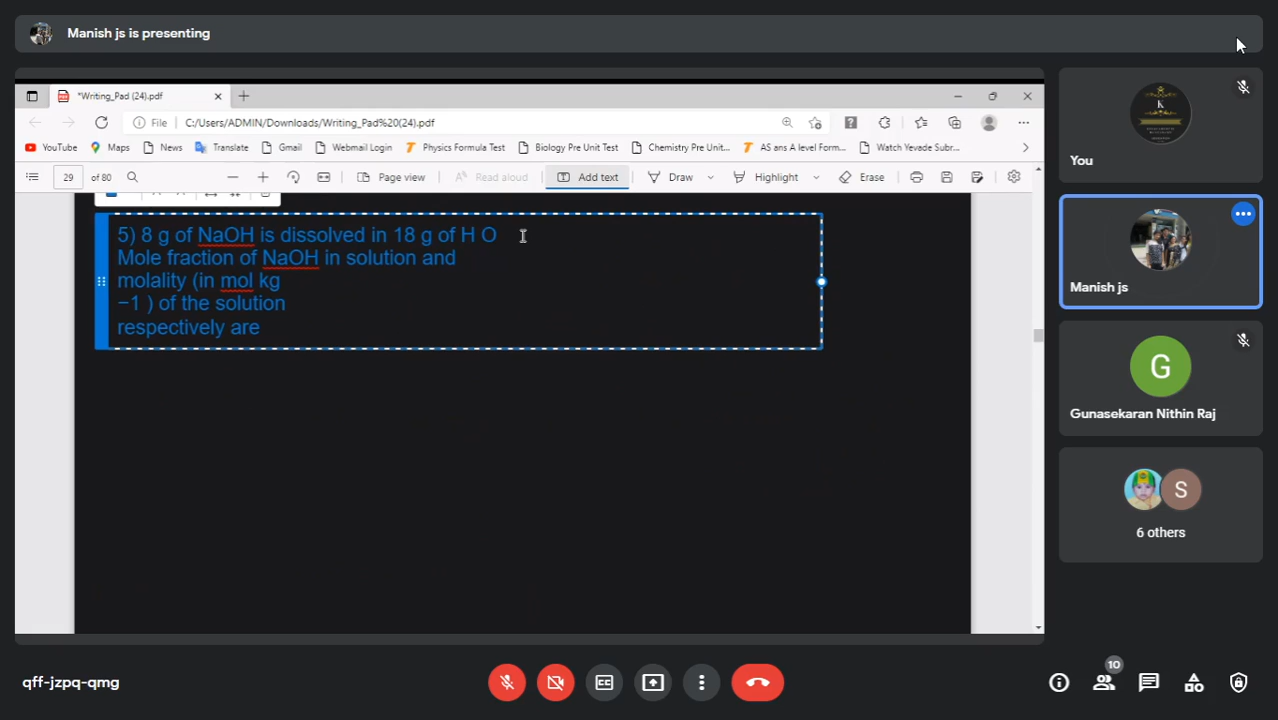 Manish js is presenting
*Writing_Pad (24).pdf
File C:/Users/ADMIN/Downloads/Writing_Pad%20(24).pdf
YouTube Maps News Translate Gmail Webmail Login Physics Formula Test Biology Pre Unit Test Chemistry Pre Unit... AS ans A level Form... Watch Yevade Subr...
29 of 80 Page view Read aloud Add text Draw Highlight Erase
5) 8 g of NaOH is dissolved in 18 g of H O
Mole fraction of NaOH in solution and
molality (in mol kg
−1 ) of the solution
respectively are
K
You
Manish js
G
Gunasekaran Nithin Raj
S
6 others
qff-jzpq-qmg
CC
10